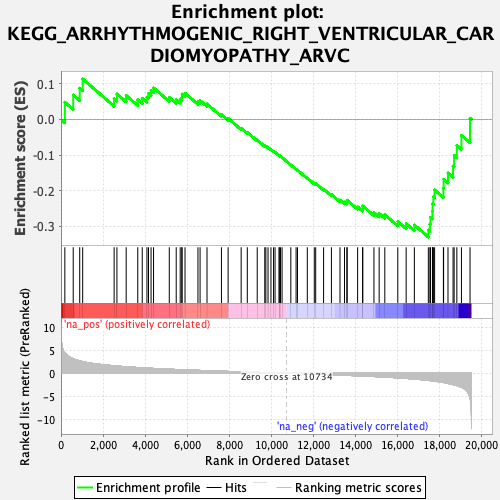 Enrichment plot:
KEGG_ARRHYTHMOGENIC_RIGHT_VENTRICULAR_CAR
DIOMYOPATHY_ARVC
Enrichment score (ES)
0.1
0.0
-0.1
-0.2
-0.3
'na_pos' (positively correlated)
Ranked list metric (PreRanked)
10
5
0
-5
-10
Zero cross at 10734
'na_neg' (negatively correlated)
0
2,000
4,000
6,000
8,000
10,000
12,000
14,000
16,000
18,000
20,000
Rank in Ordered Dataset
Enrichment profile
Hits
Ranking metric scores